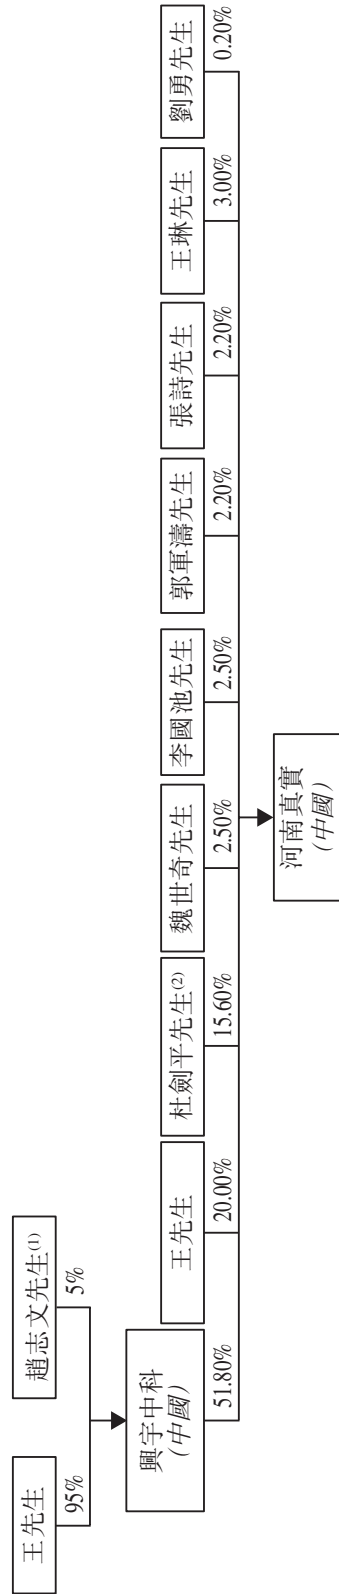 王先生
趙志文先生(1)
95%
5%
興宇中科
(中國)
王先生
杜劍平先生(2)
魏世奇先生
李國池先生
郭軍濤先生
張詩先生
王琳先生
劉勇先生
51.80%
20.00%
15.60%
2.50%
2.50%
2.20%
2.20%
3.00%
0.20%
河南真實
(中國)